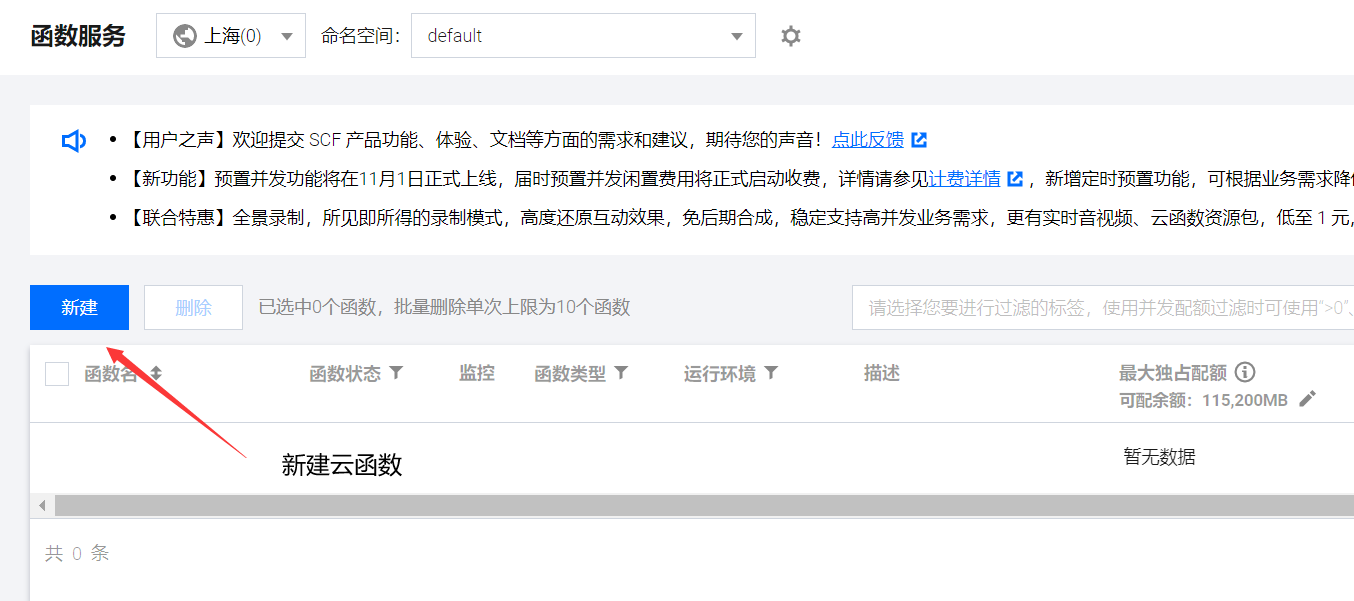 函数服务 上海(0) 命名空间： default
【用户之声】欢迎提交 SCF 产品功能、体验、文档等方面的需求和建议，期待您的声音！点此反馈
【新功能】预置并发功能将在11月1日正式上线，届时预置并发闲置费用将正式启动收费，详情请参见计费详情 ，新增定时预置功能，可根据业务需求降
【联合特惠】全景录制，所见即所得的录制模式，高度还原互动效果，免后期合成，稳定支持高并发业务需求，更有实时音视频、云函数资源包，低至 1 元，
新建 删除 已选中0个函数，批量删除单次上限为10个函数 请选择您要进行过滤的标签，使用并发配额过滤时可使用“>0”、
函数名 函数状态 监控 函数类型 运行环境 描述 最大独占配额
可配余额：115,200MB
暂无数据
新建云函数
共 0 条